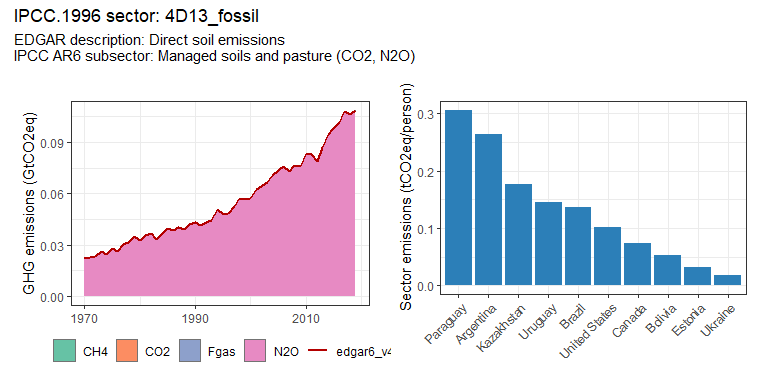 IPCC.1996 sector: 4D13_fossil
EDGAR description: Direct soil emissions
IPCC AR6 subsector: Managed soils and pasture (CO2, N2O)
GHG emissions (GtCO2eq)
0.09
0.06
0.03
0.00
1970
1990
2010
CH4
CO2
Fgas
N2O
edgar6_v4
Sector emissions (tCO2eq/person)
0.3
0.2
0.1
0.0
Paraguay
Argentina
Kazakhstan
Uruguay
Brazil
United States
Canada
Bolivia
Estonia
Ukraine